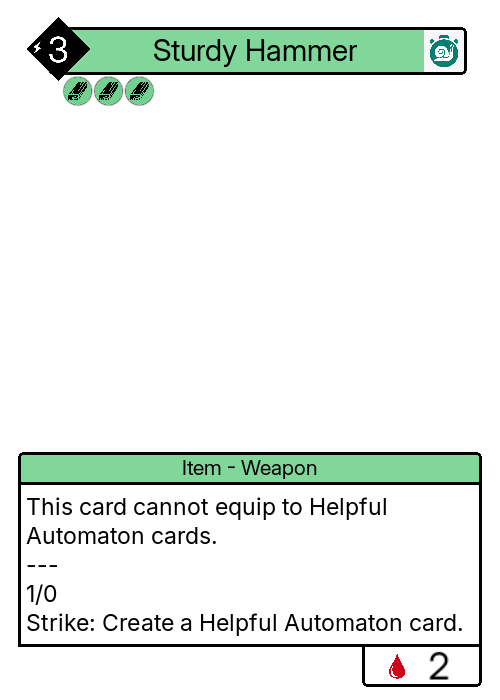 3
Sturdy Hammer
Item - Weapon
This card cannot equip to Helpful
Automaton cards.
---
1/0
Strike: Create a Helpful Automaton card.
2